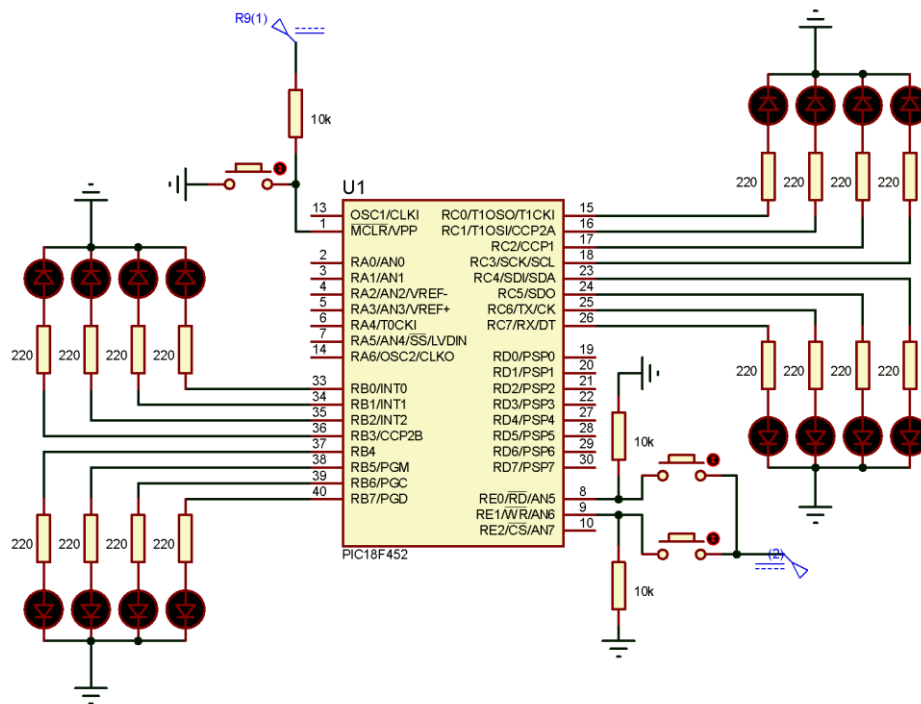 R9(1)
10k
U1
13 OSC1/CLKI
1 MCLR/VPP
2 RA0/AN0
3 RA1/AN1
4 RA2/AN2/VREF-
5 RA3/AN3/VREF+
6 RA4/T0CKI
7 RA5/AN4/SS/LVDIN
14 RA6/OSC2/CLKO
33 RB0/INT0
34 RB1/INT1
35 RB2/INT2
36 RB3/CCP2B
37 RB4
38 RB5/PGM
39 RB6/PGC
40 RB7/PGD
RC0/T1OSO/T1CKI 15
RC1/T1OSI/CCP2A 16
RC2/CCP1 17
RC3/SCK/SCL 18
RC4/SDI/SDA 23
RC5/SDO 24
RC6/TX/CK 25
RC7/RX/DT 26
RD0/PSP0 19
RD1/PSP1 20
RD2/PSP2 21
RD3/PSP3 22
RD4/PSP4 27
RD5/PSP5 28
RD6/PSP6 29
RD7/PSP7 30
RE0/RD/AN5 8
RE1/WR/AN6 9
RE2/CS/AN7 10
PIC18F452
220 220 220 220
220 220 220 220
220 220 220 220
220 220 220 220
10k
(2)
10k